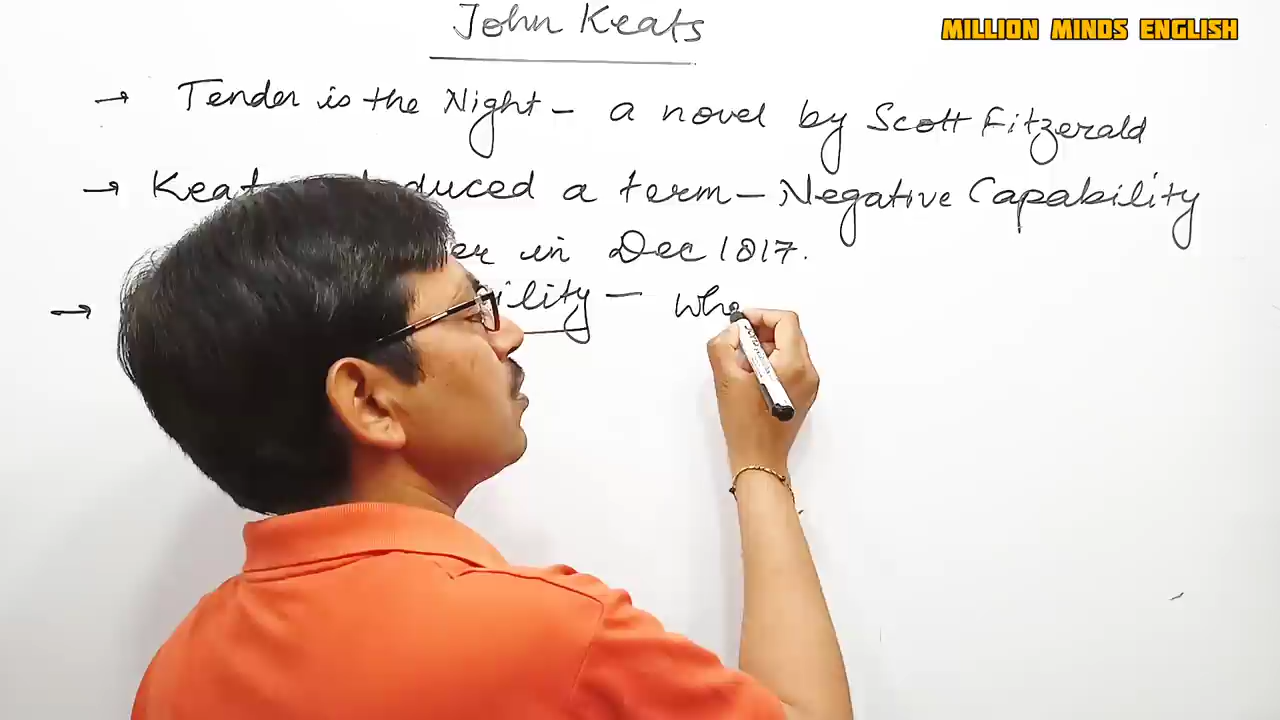 John Keats
MILLION MINDS ENGLISH
→ Tender is the Night - a novel by Scott Fitzgerald
→ Keat duced a term - Negative Capability
er in Dec 1817.
→ ility - Whe